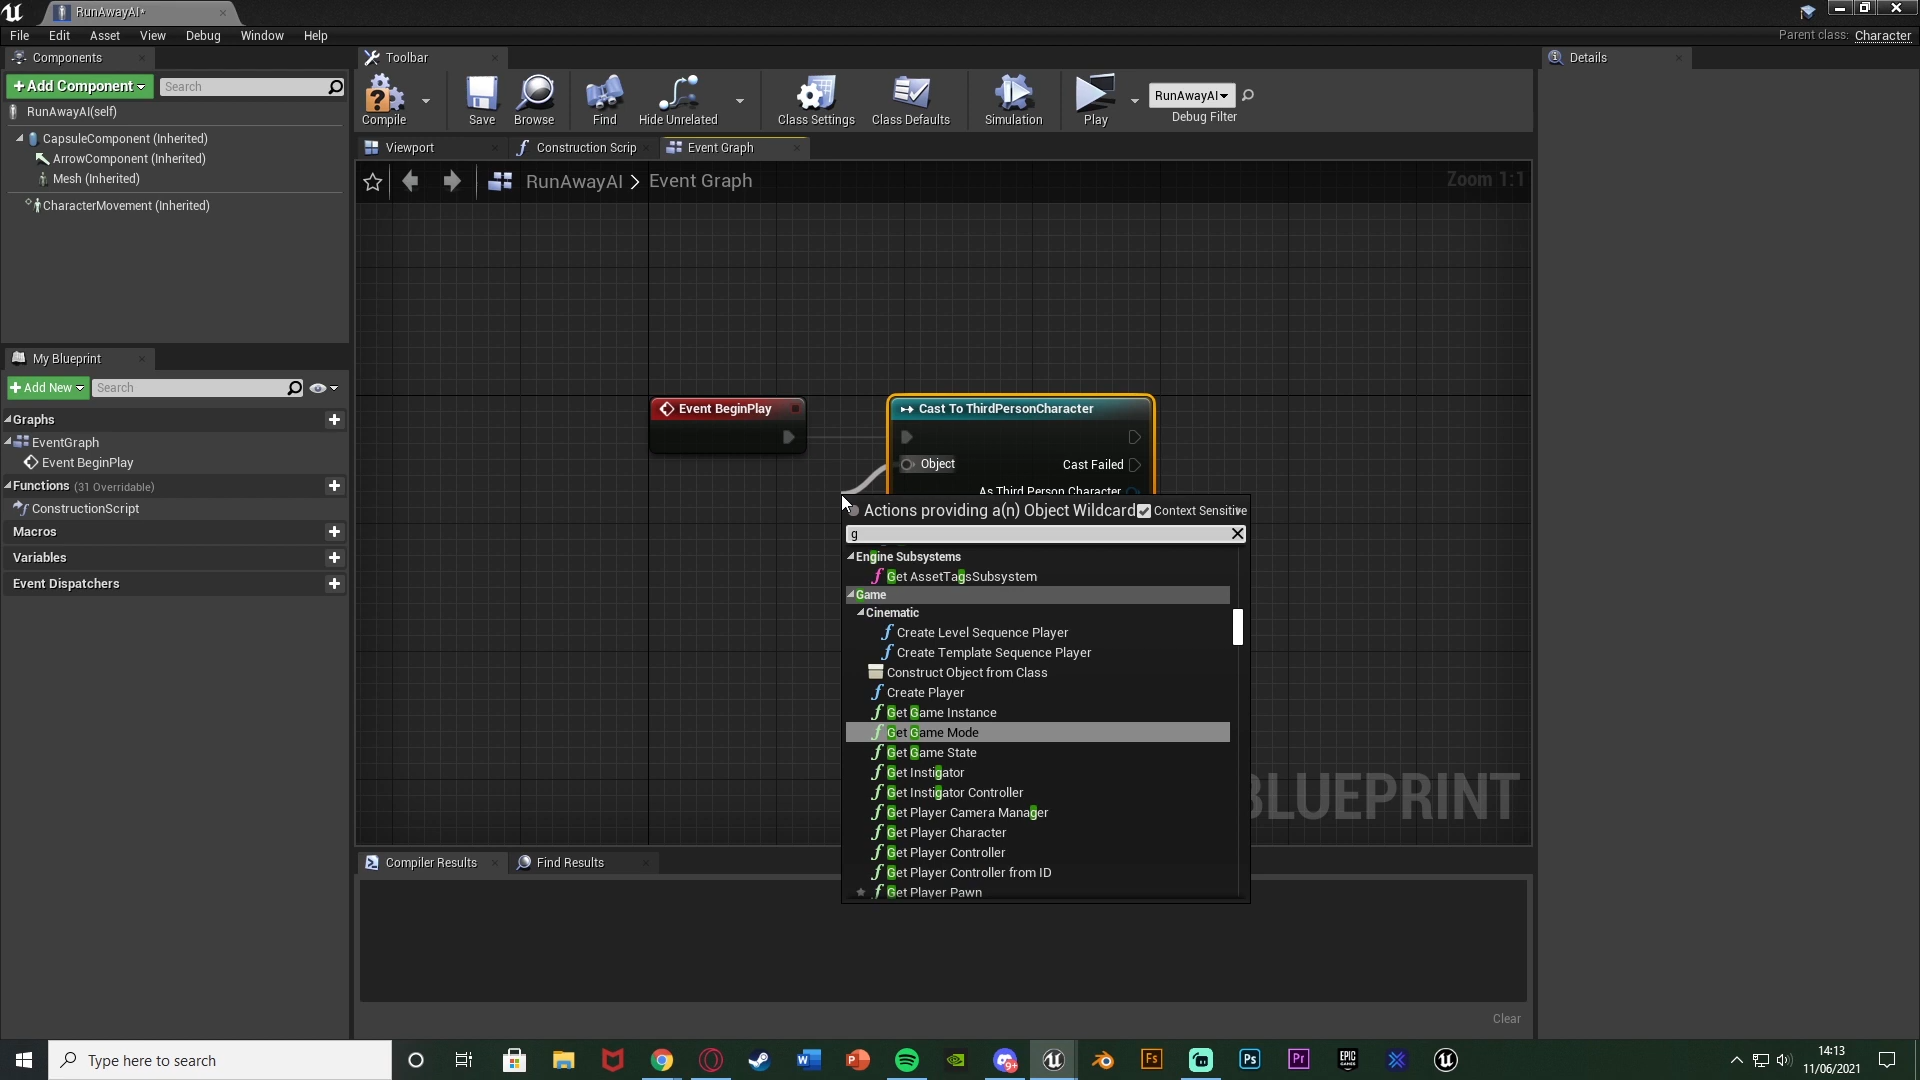 RunAwayAI*
File Edit Asset View Debug Window Help
Parent class: Character
Components
Toolbar
Details
+Add Component
Search
RunAwayAI(self)
CapsuleComponent (Inherited)
ArrowComponent (Inherited)
Mesh (Inherited)
CharacterMovement (Inherited)
Compile
Save
Browse
Find
Hide Unrelated
Class Settings
Class Defaults
Simulation
Play
RunAwayAI
Debug Filter
Viewport
Construction Scrip
Event Graph
RunAwayAI > Event Graph
Zoom 1:1
My Blueprint
+Add New
Search
Graphs
EventGraph
Event BeginPlay
Functions (31 Overridable)
ConstructionScript
Macros
Variables
Event Dispatchers
Event BeginPlay
Cast To ThirdPersonCharacter
Object
Cast Failed
As Third Person Character
Actions providing a(n) Object Wildcard
Context Sensitive
g
Engine Subsystems
Get AssetTagsSubsystem
Game
Cinematic
Create Level Sequence Player
Create Template Sequence Player
Construct Object from Class
Create Player
Get Game Instance
Get Game Mode
Get Game State
Get Instigator
Get Instigator Controller
Get Player Camera Manager
Get Player Character
Get Player Controller
Get Player Controller from ID
Get Player Pawn
BLUEPRINT
Compiler Results
Find Results
Clear
Type here to search
9+
Fs
Ps
Pr
EPIC GAMES
14:13
11/06/2021